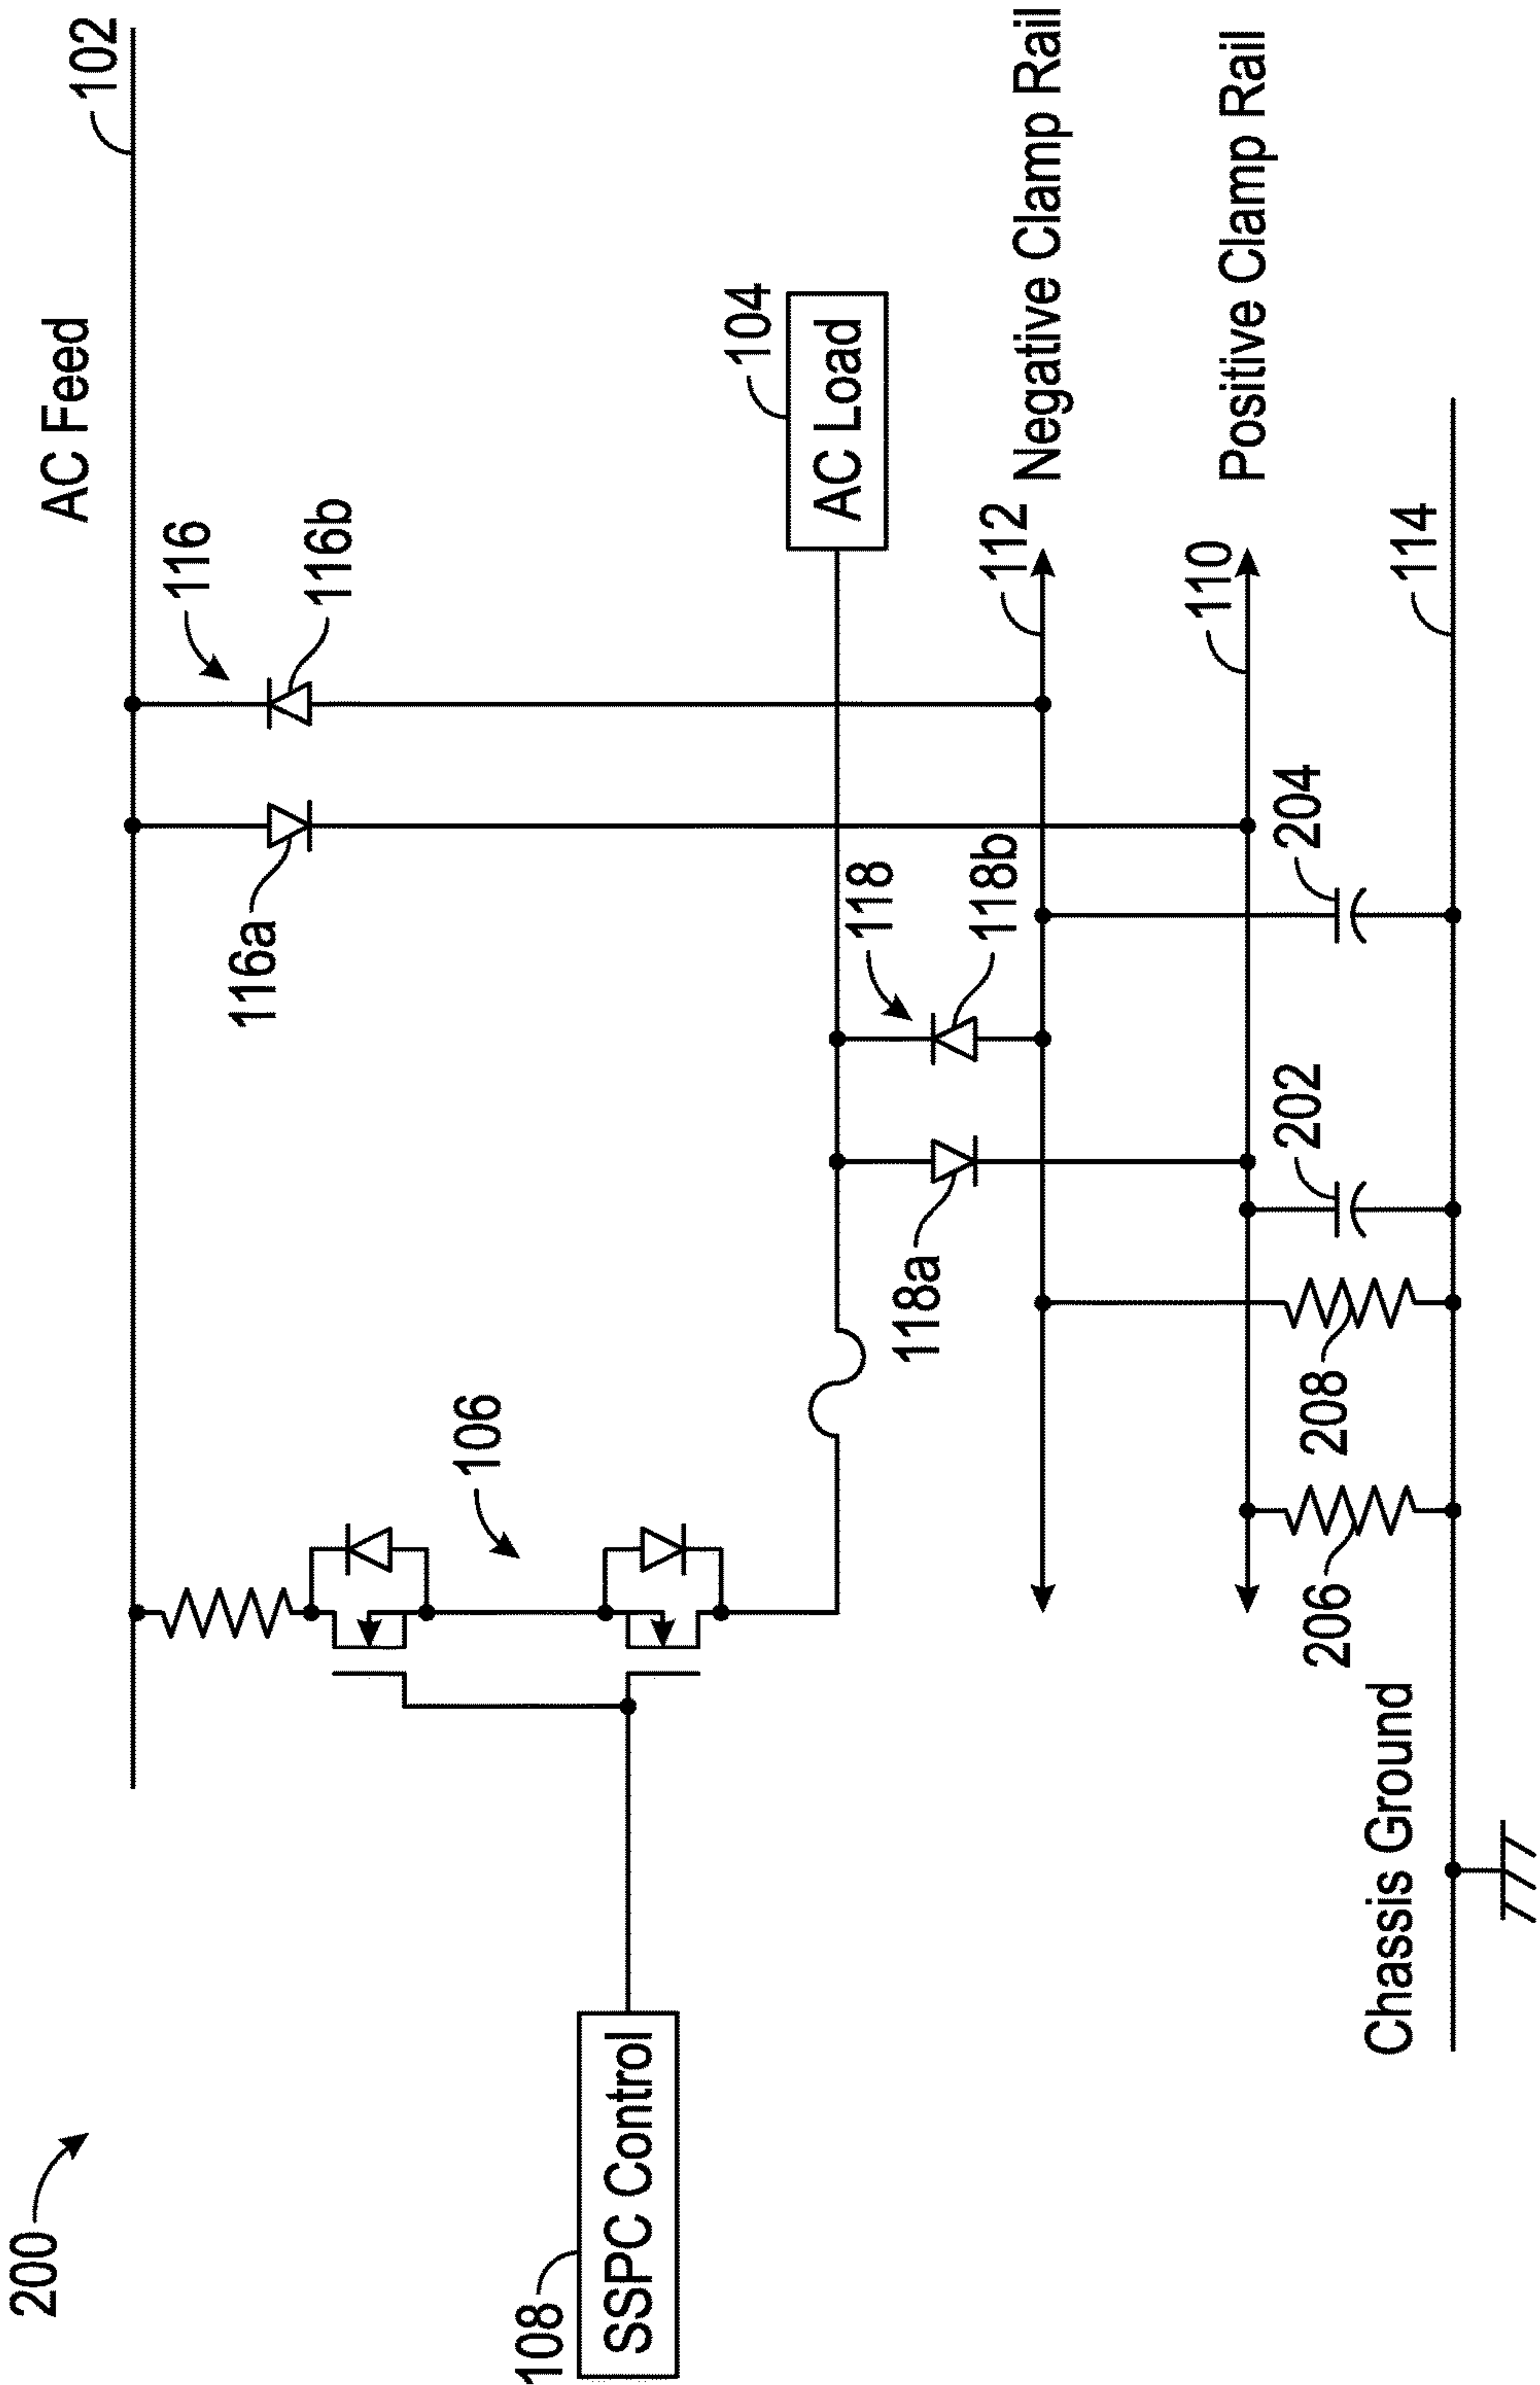 200
AC Feed
102
116
116a
116b
106
108
SSPC Control
104
AC Load
118
118a
118b
112
Negative Clamp Rail
110
Positive Clamp Rail
206
208
202
204
Chassis Ground
114